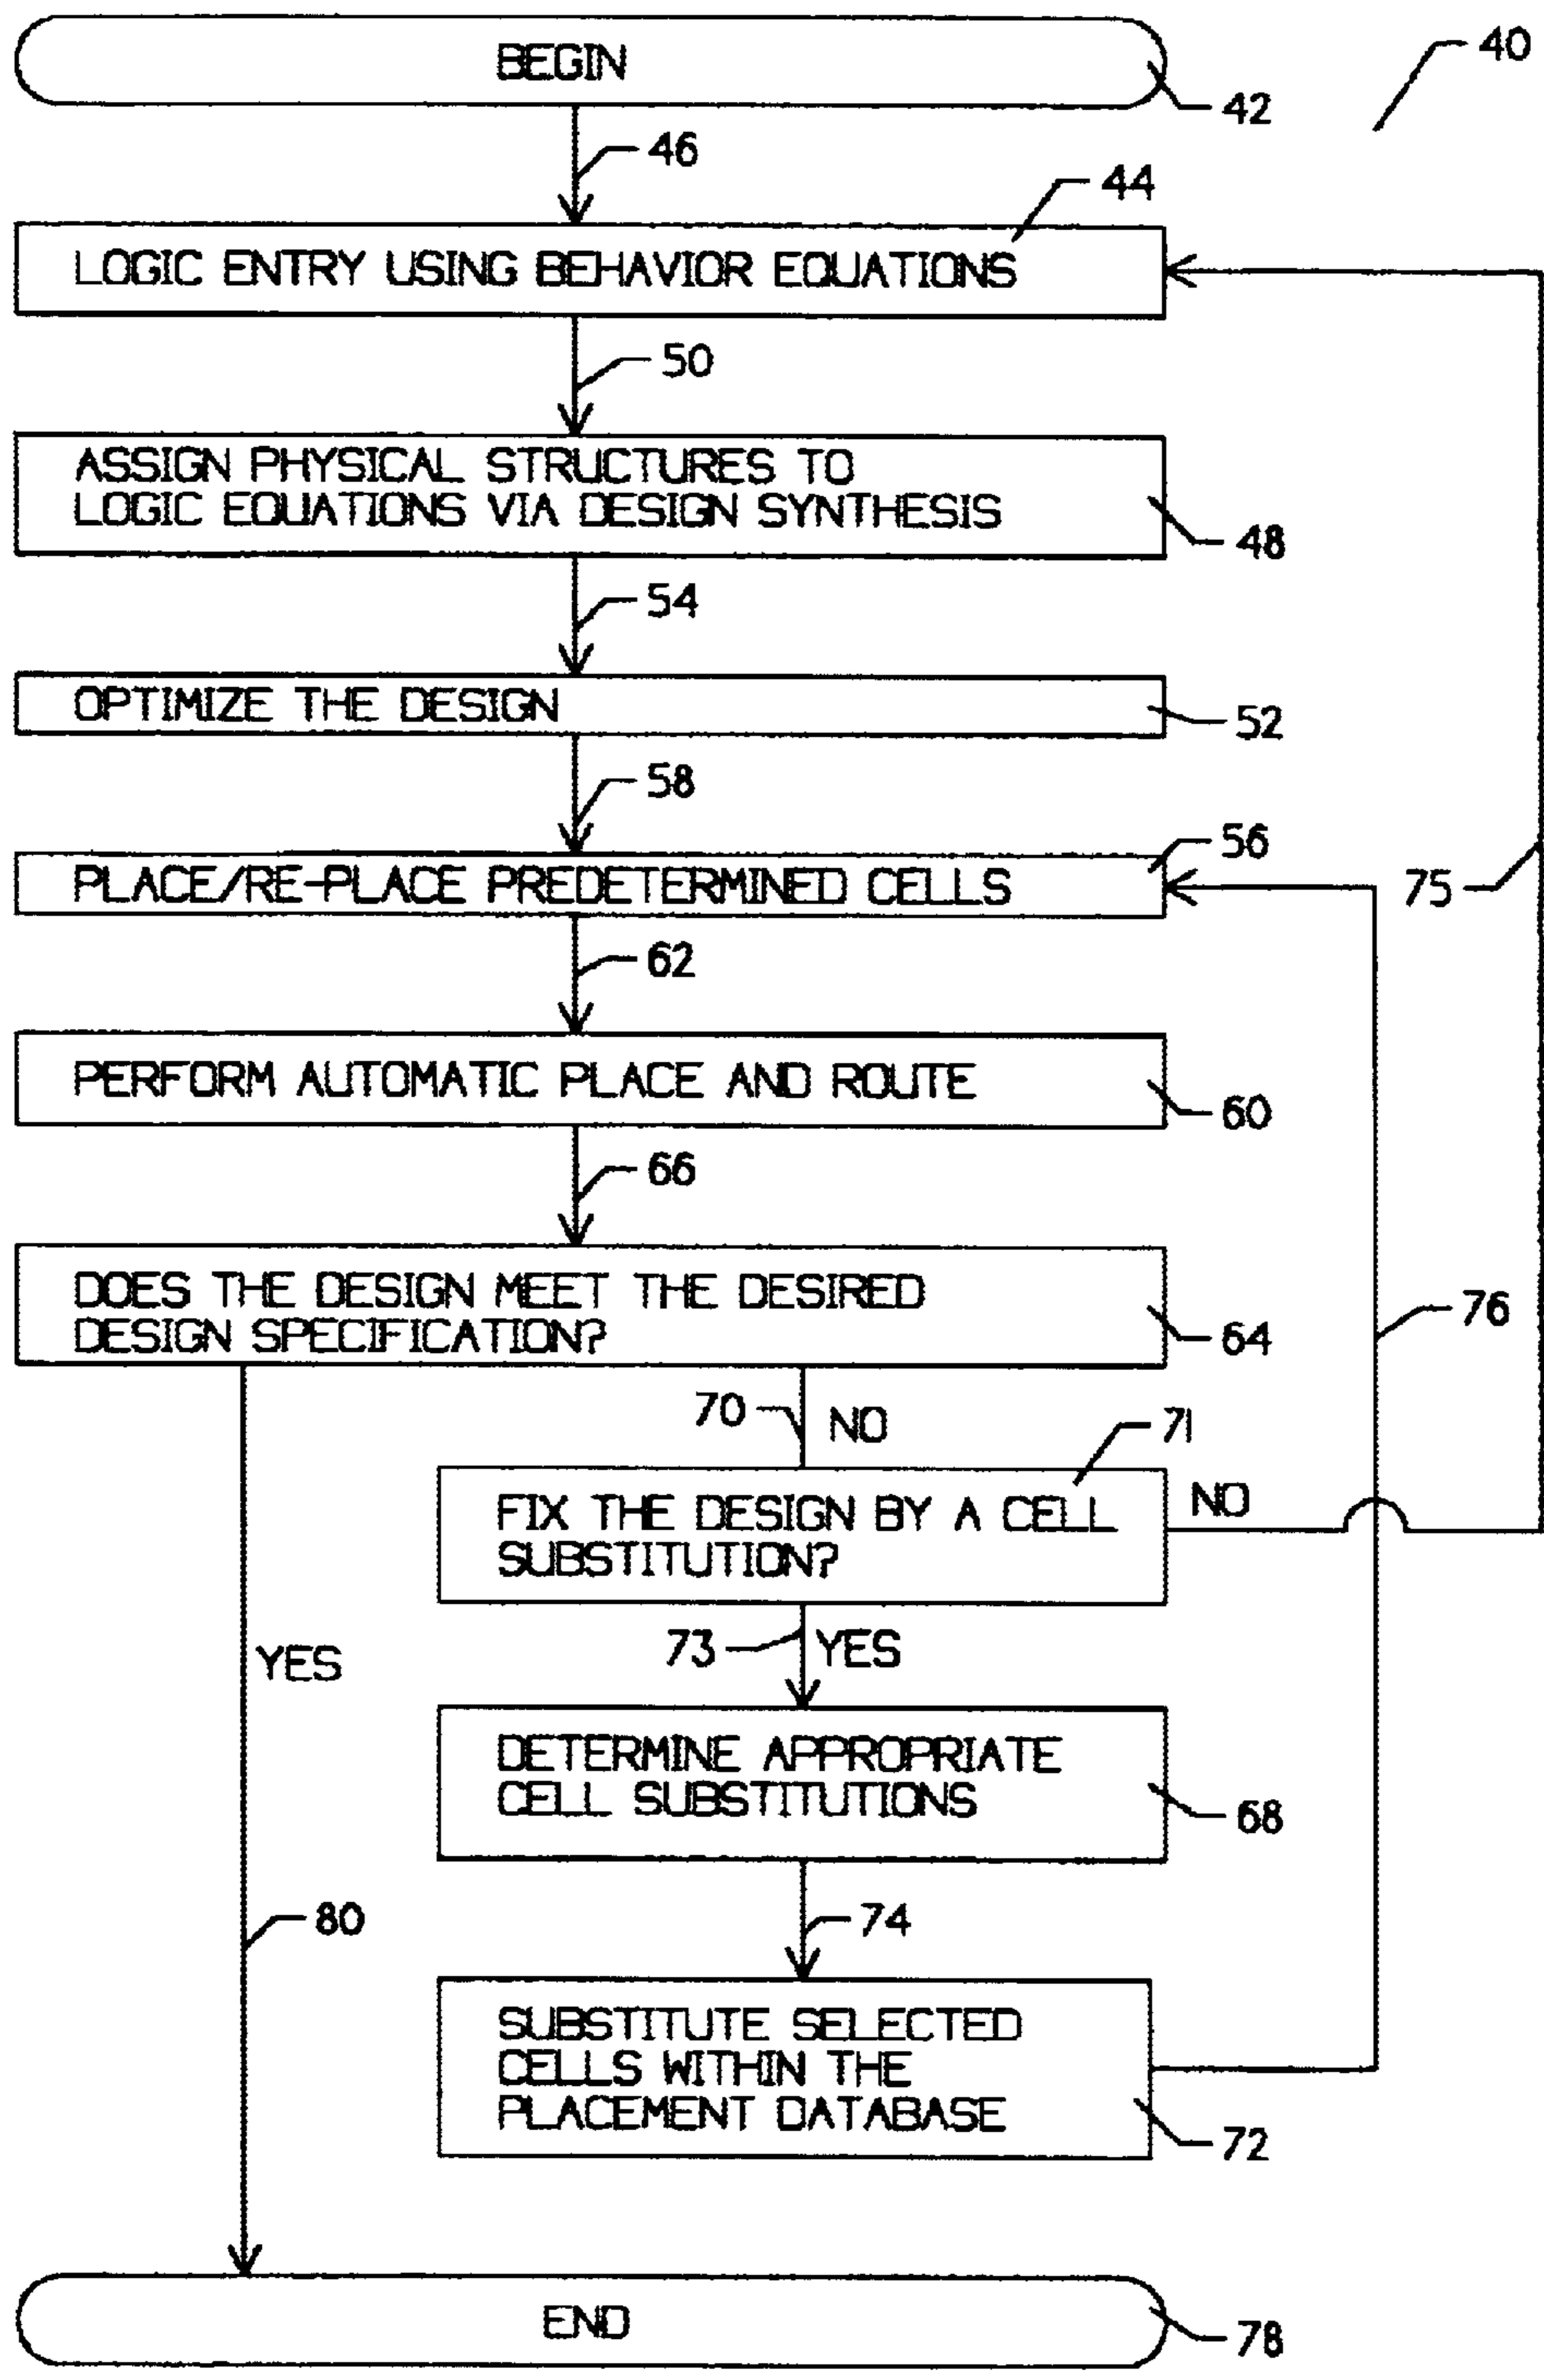 BEGIN
40
42
46
44
LOGIC ENTRY USING BEHAVIOR EQUATIONS
50
ASSIGN PHYSICAL STRUCTURES TO
LOGIC EQUATIONS VIA DESIGN SYNTHESIS
48
54
OPTIMIZE THE DESIGN
52
58
56
PLACE/RE-PLACE PREDETERMINED CELLS
75
62
PERFORM AUTOMATIC PLACE AND ROUTE
60
66
DOES THE DESIGN MEET THE DESIRED
DESIGN SPECIFICATION?
64
76
70 NO
71
FIX THE DESIGN BY A CELL
SUBSTITUTION?
NO
YES
73 YES
DETERMINE APPROPRIATE
CELL SUBSTITUTIONS
68
80
74
SUBSTITUTE SELECTED
CELLS WITHIN THE
PLACEMENT DATABASE
72
END
78